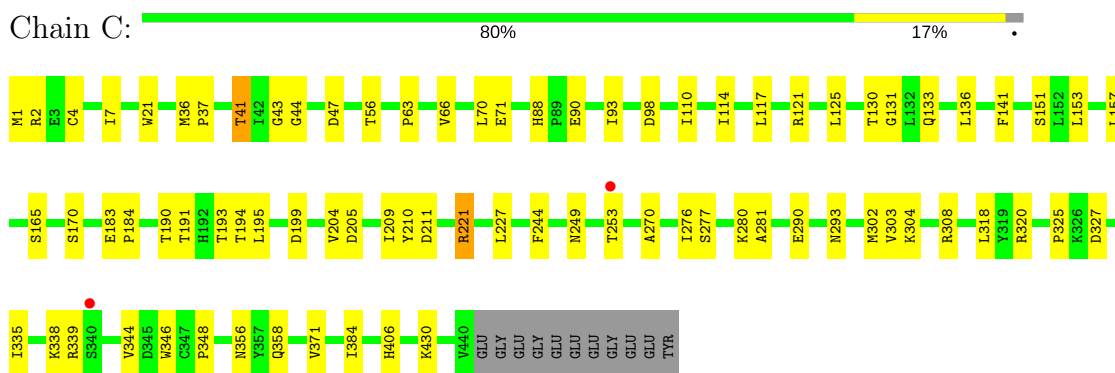 Chain C:
80% 17% •
M1 R2 E3 C4 I7 W21 M36 P37 T41 I42 G43 G44 D47 T56 P63 V66 L70 E71 H88 P89 E90 I93 D98 I110 I114 L117 R121 L125 T130 G131 L132 Q133 L136 F141 S151 L152 L153 L157
S165 S170 E183 P184 T190 T191 H192 T193 T194 L195 D199 V204 D205 I209 Y210 D211 R221 L227 F244 N249 T253 A270 I276 S277 K280 A281 E290 N293 M302 V303 K304 R308 L318 Y319 R320 P325 K326 D327
I335 K338 R339 S340 V344 D345 W346 C347 P348 N356 Y357 Q358 V371 I384 H406 K430 V440 GLU GLY GLU GLY GLU GLU GLU GLY GLU GLU TYR